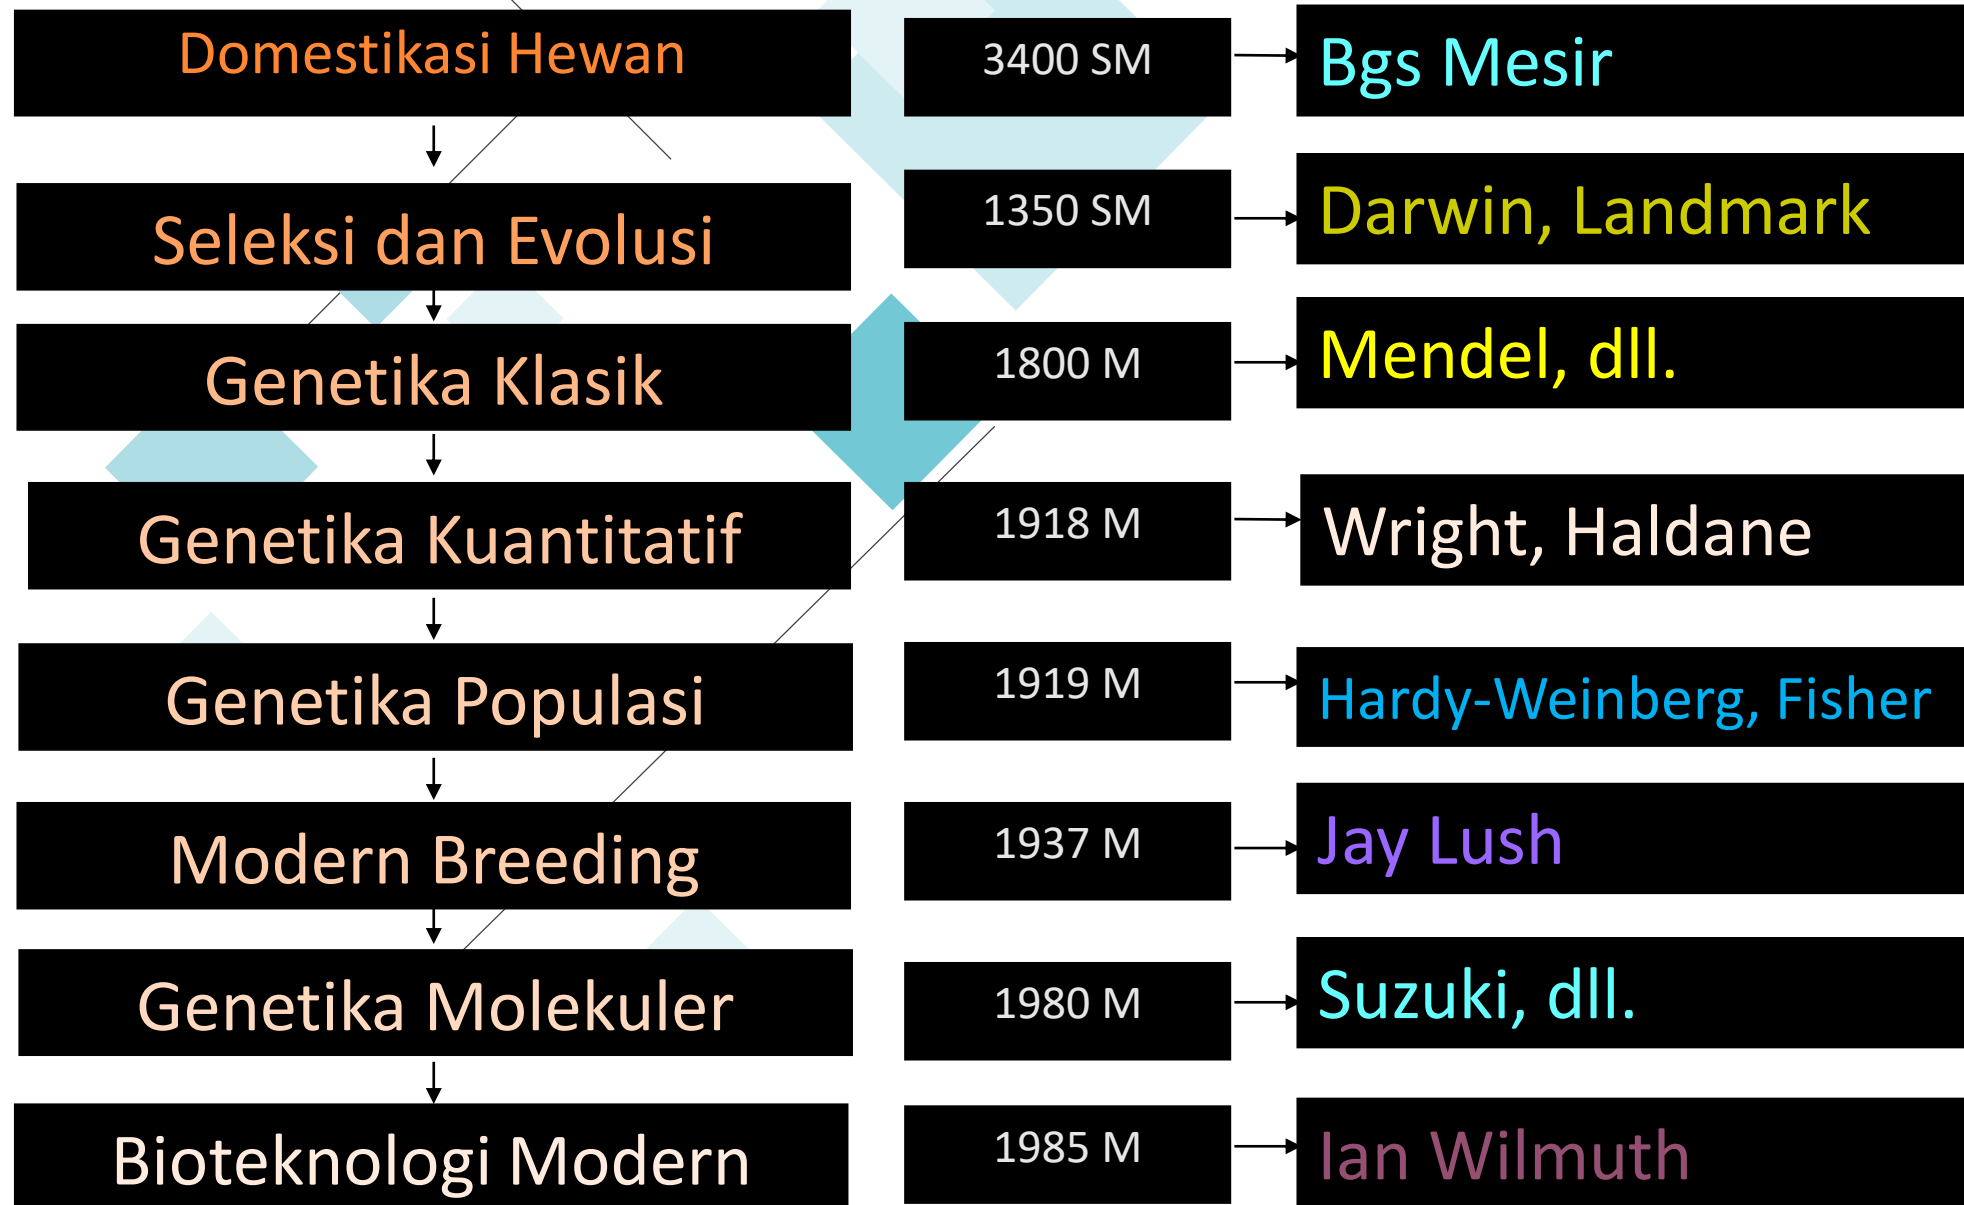 Domestikasi Hewan
3400 SM
Bgs Mesir
Seleksi dan Evolusi
1350 SM
Darwin, Landmark
Genetika Klasik
1800 M
Mendel, dll.
Genetika Kuantitatif
1918 M
Wright, Haldane
Genetika Populasi
1919 M
Hardy-Weinberg, Fisher
Modern Breeding
1937 M
Jay Lush
Genetika Molekuler
1980 M
Suzuki, dll.
Bioteknologi Modern
1985 M
Ian Wilmuth